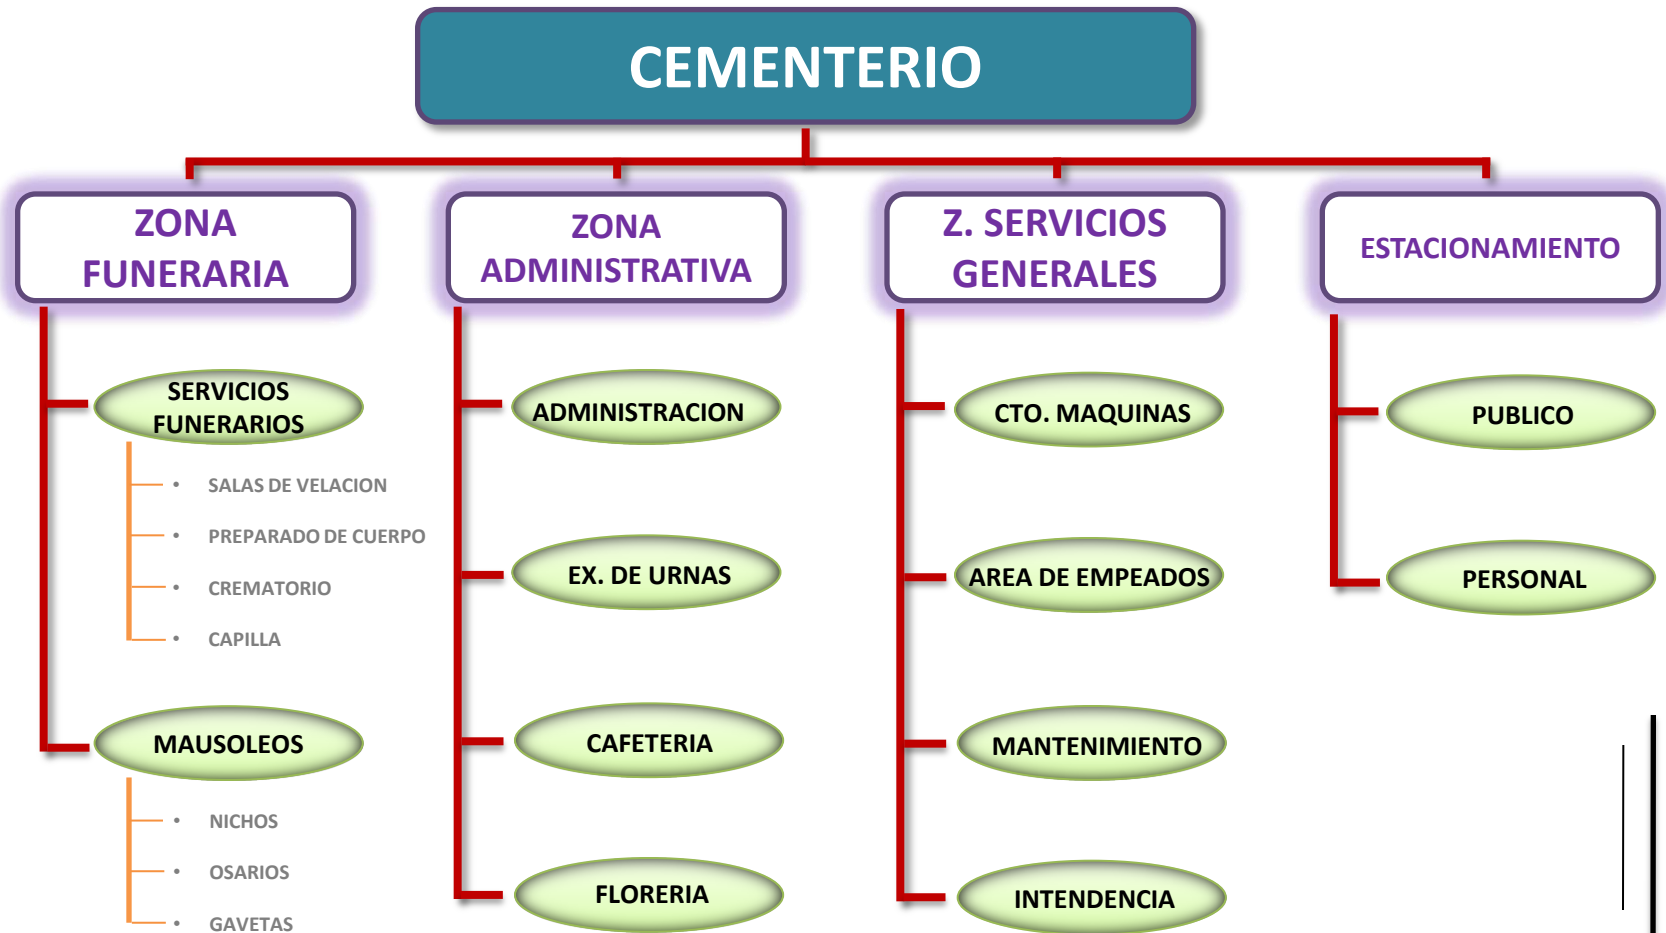 CEMENTERIO
ZONA
FUNERARIA
SERVICIOS
FUNERARIOS
• SALAS DE VELACION
• PREPARADO DE CUERPO
• CREMATORIO
• CAPILLA
MAUSOLEOS
• NICHOS
• OSARIOS
• GAVETAS
ZONA
ADMINISTRATIVA
ADMINISTRACION
EX. DE URNAS
CAFETERIA
FLORERIA
Z. SERVICIOS
GENERALES
CTO. MAQUINAS
AREA DE EMPEADOS
MANTENIMIENTO
INTENDENCIA
ESTACIONAMIENTO
PUBLICO
PERSONAL